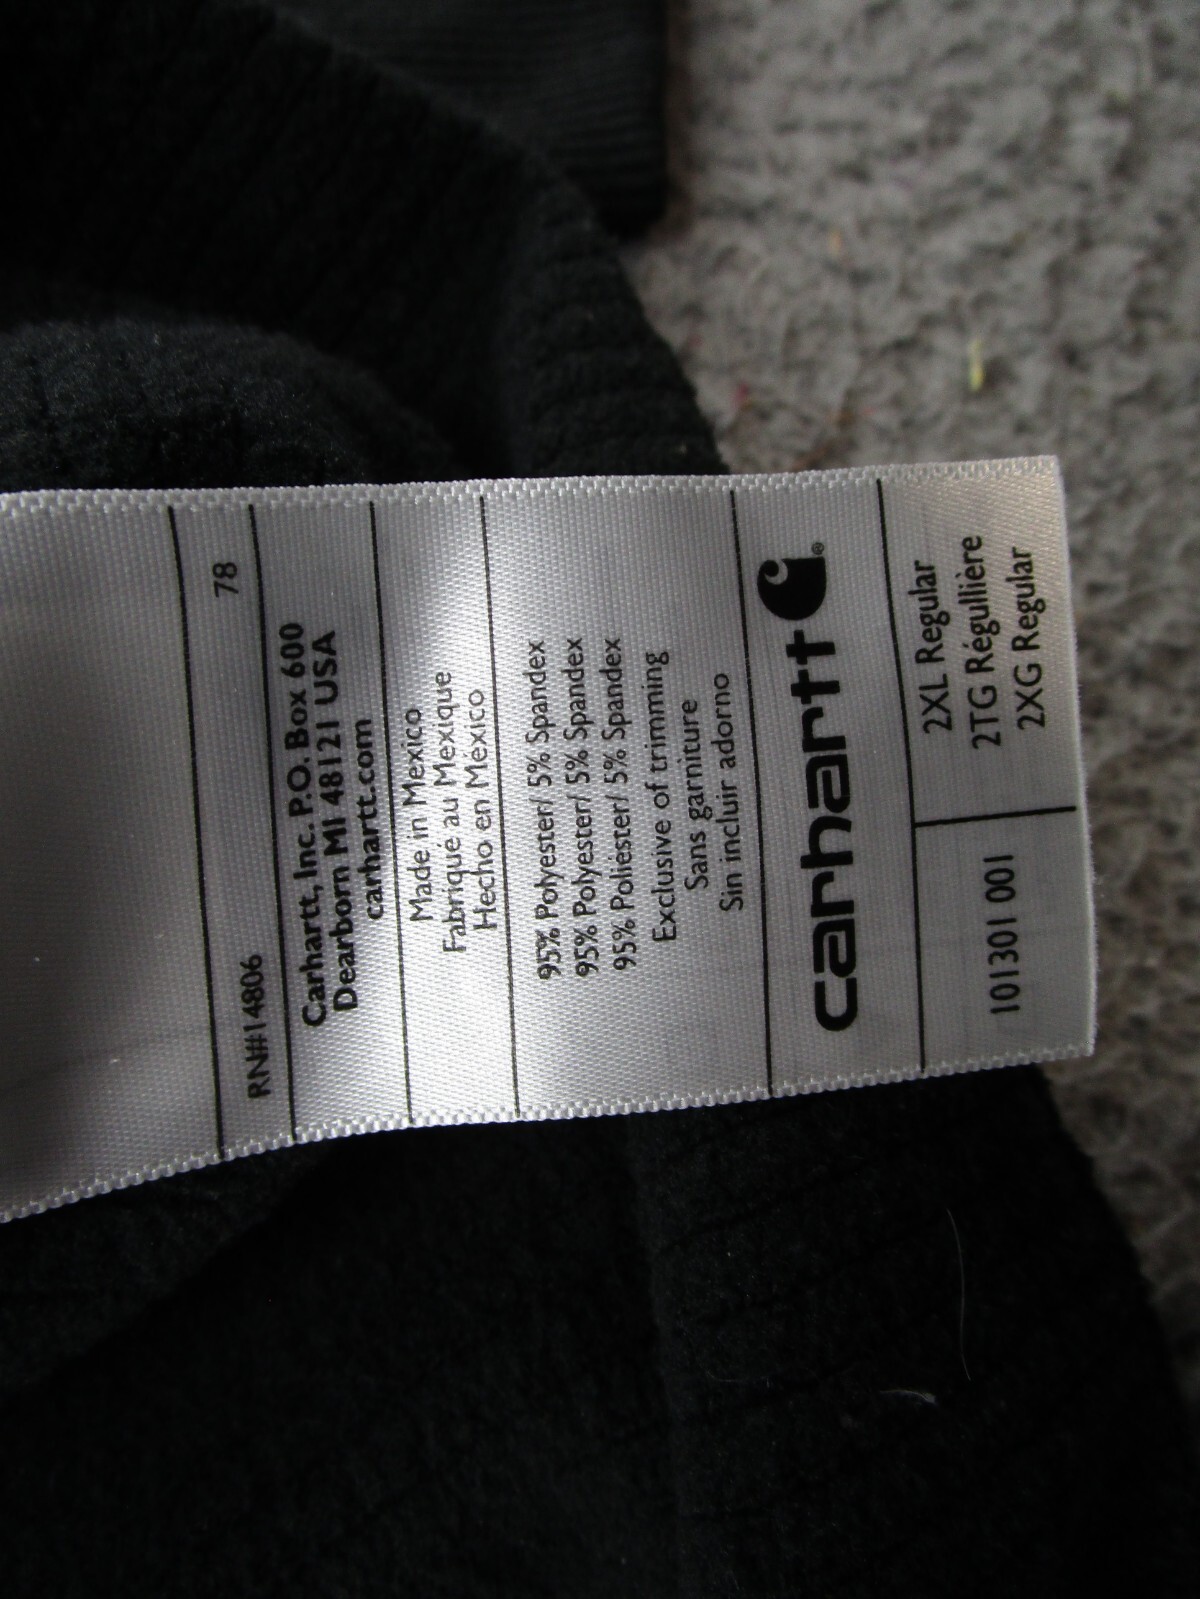 2XL Regular
2TG Régullière
2XG Regular
101301 001
carhartt®
95% Polyester/ 5% Spandex
95% Polyester/ 5% Spandex
95% Poliéster/ 5% Spandex
Exclusive of trimming
Sans garniture
Sin incluir adorno
Made in Mexico
Fabriqué au Mexique
Hecho en México
Carhartt, Inc. P.O. Box 600
Dearborn MI 48121 USA
carhartt.com
RN#14806 78